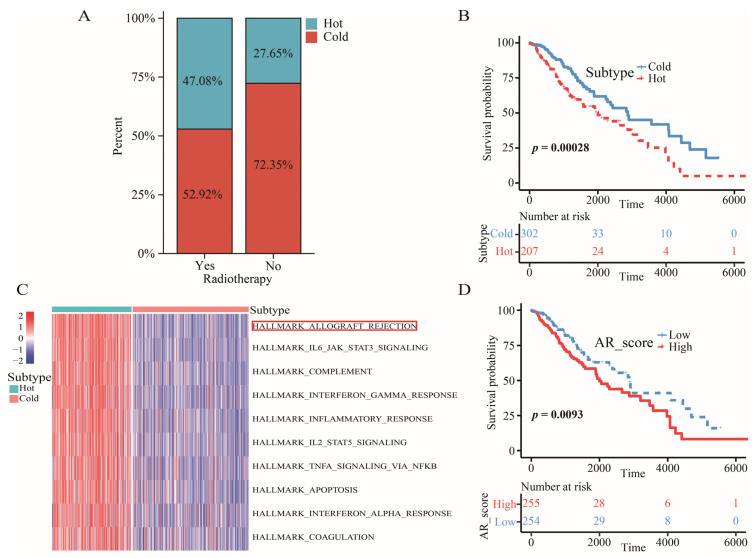 A
Hot
Cold
100%
75%
50%
25%
0%
Percent
47.08%
27.65%
52.92%
72.35%
Yes
No
Radiotherapy
B
100
75
50
25
0
Survival probability
Subtype
Cold
Hot
p = 0.00028
0
2000
4000
6000
Time
Number at risk
Subtype
Cold 302 33 10 0
Hot 207 24 4 1
C
2
1
0
−1
−2
Subtype
Hot
Cold
Subtype
HALLMARK_ALLOGRAFT_REJECTION
HALLMARK_IL6_JAK_STAT3_SIGNALING
HALLMARK_COMPLEMENT
HALLMARK_INTERFERON_GAMMA_RESPONSE
HALLMARK_INFLAMMATORY_RESPONSE
HALLMARK_IL2_STAT5_SIGNALING
HALLMARK_TNFA_SIGNALING_VIA_NFKB
HALLMARK_APOPTOSIS
HALLMARK_INTERFERON_ALPHA_RESPONSE
HALLMARK_COAGULATION
D
100
75
50
25
0
Survival probability
AR_score
Low
High
p = 0.0093
0
2000
4000
6000
Time
Number at risk
AR_score
High 255 28 6 1
Low 254 29 8 0